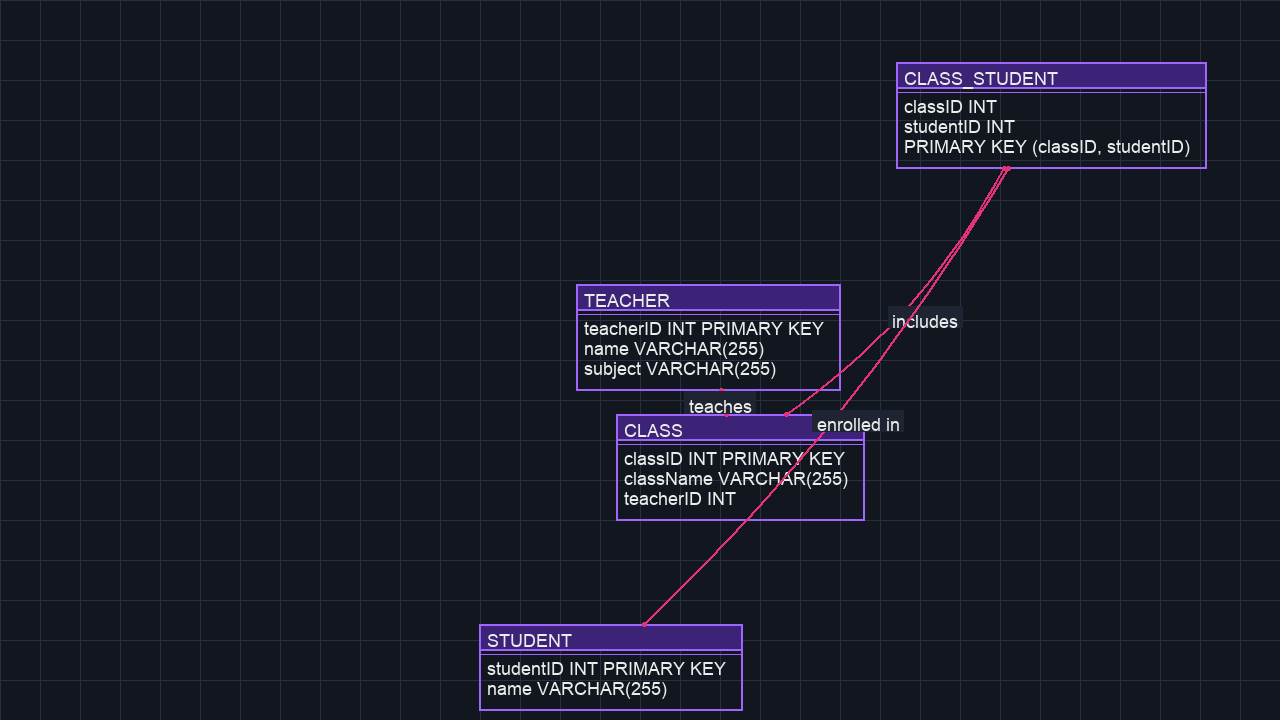 CLASS_STUDENT
classID INT
studentID INT
PRIMARY KEY (classID, studentID)
TEACHER
teacherID INT PRIMARY KEY
name VARCHAR(255)
subject VARCHAR(255)
includes
teaches
enrolled in
CLASS
classID INT PRIMARY KEY
className VARCHAR(255)
teacherID INT
STUDENT
studentID INT PRIMARY KEY
name VARCHAR(255)